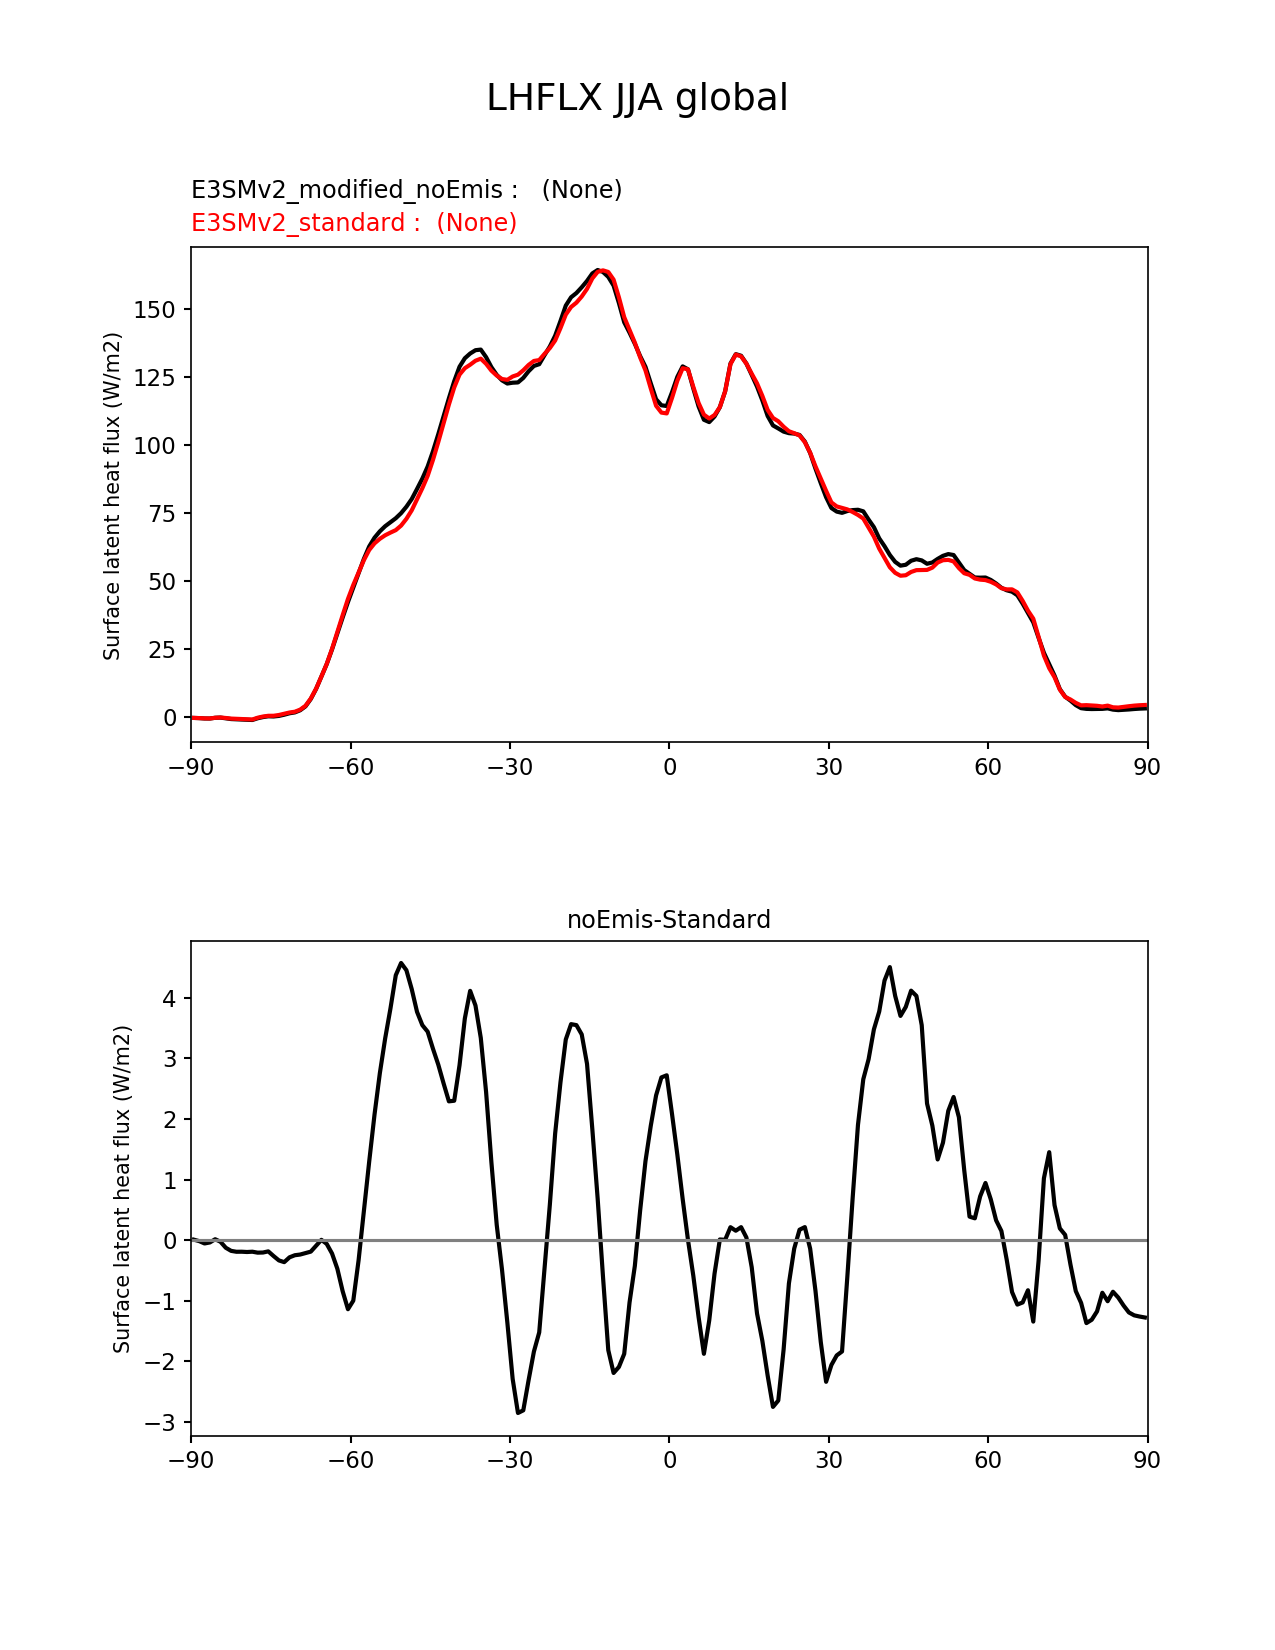 LHFLX JJA global
E3SMv2_modified_noEmis :   (None)
E3SMv2_standard :  (None)
Surface latent heat flux (W/m2)
150
125
100
75
50
25
0
−90 −60 −30 0 30 60 90
noEmis-Standard
Surface latent heat flux (W/m2)
4
3
2
1
0
−1
−2
−3
−90 −60 −30 0 30 60 90